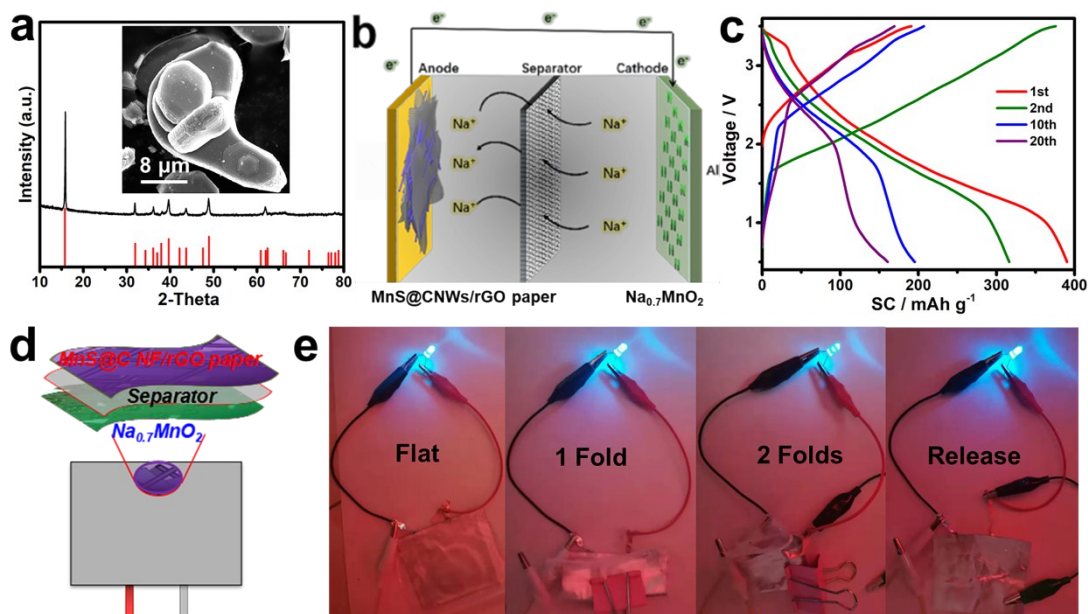 a
Intensity (a.u.)
8 µm
10 20 30 40 50 60 70 80
2-Theta
b
e⁻ e⁻ e⁻
e⁻ e⁻
Anode Separator Cathode
Na⁺ Na⁺
Na⁺ Na⁺
Na⁺ Na⁺
Al
MnS@CNWs/rGO paper Na₀.₇MnO₂
c
Voltage / V
3
2
1
1st
2nd
10th
20th
0 100 200 300 400
SC / mAh g⁻¹
d
MnS@C NF/rGO paper
Separator
Na₀.₇MnO₂
e
Flat
1 Fold
2 Folds
Release